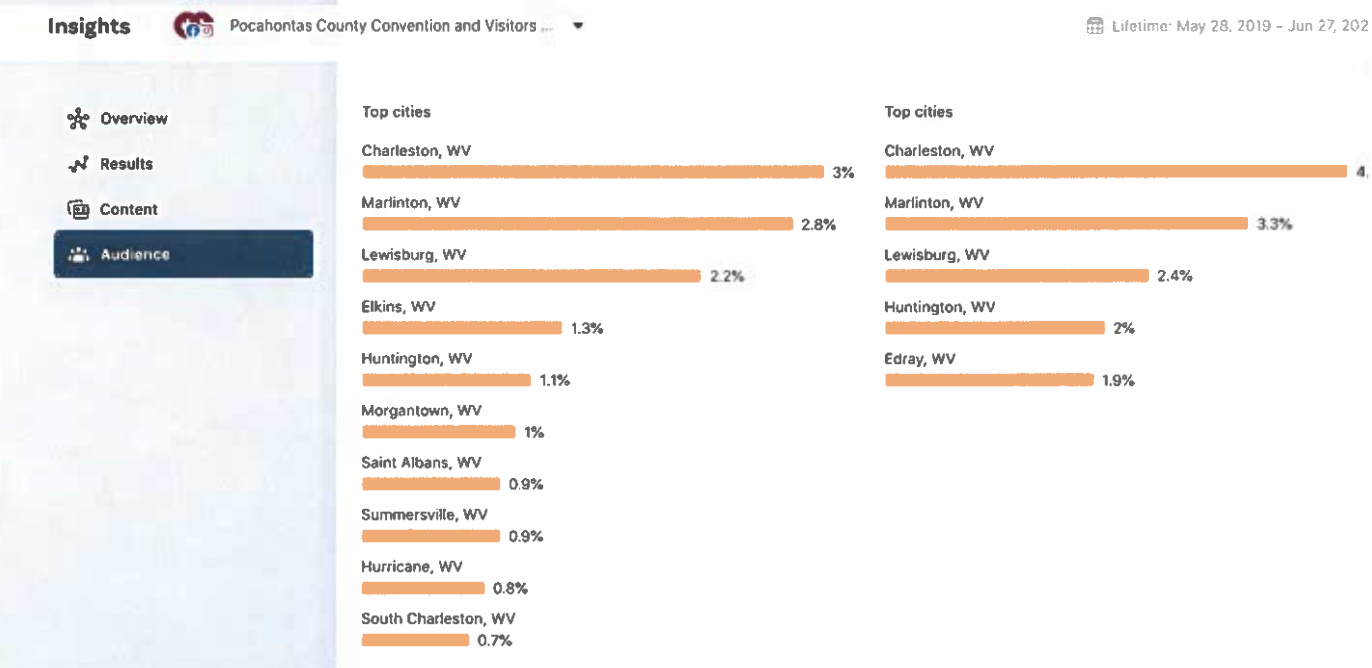 Insights
Pocahontas County Convention and Visitors ...
Lifetime: May 28, 2019 – Jun 27, 202
Overview
Results
Content
Audience
Top cities
Charleston, WV
3%
Marlinton, WV
2.8%
Lewisburg, WV
2.2%
Elkins, WV
1.3%
Huntington, WV
1.1%
Morgantown, WV
1%
Saint Albans, WV
0.9%
Summersville, WV
0.9%
Hurricane, WV
0.8%
South Charleston, WV
0.7%
Top cities
Charleston, WV
4.
Marlinton, WV
3.3%
Lewisburg, WV
2.4%
Huntington, WV
2%
Edray, WV
1.9%